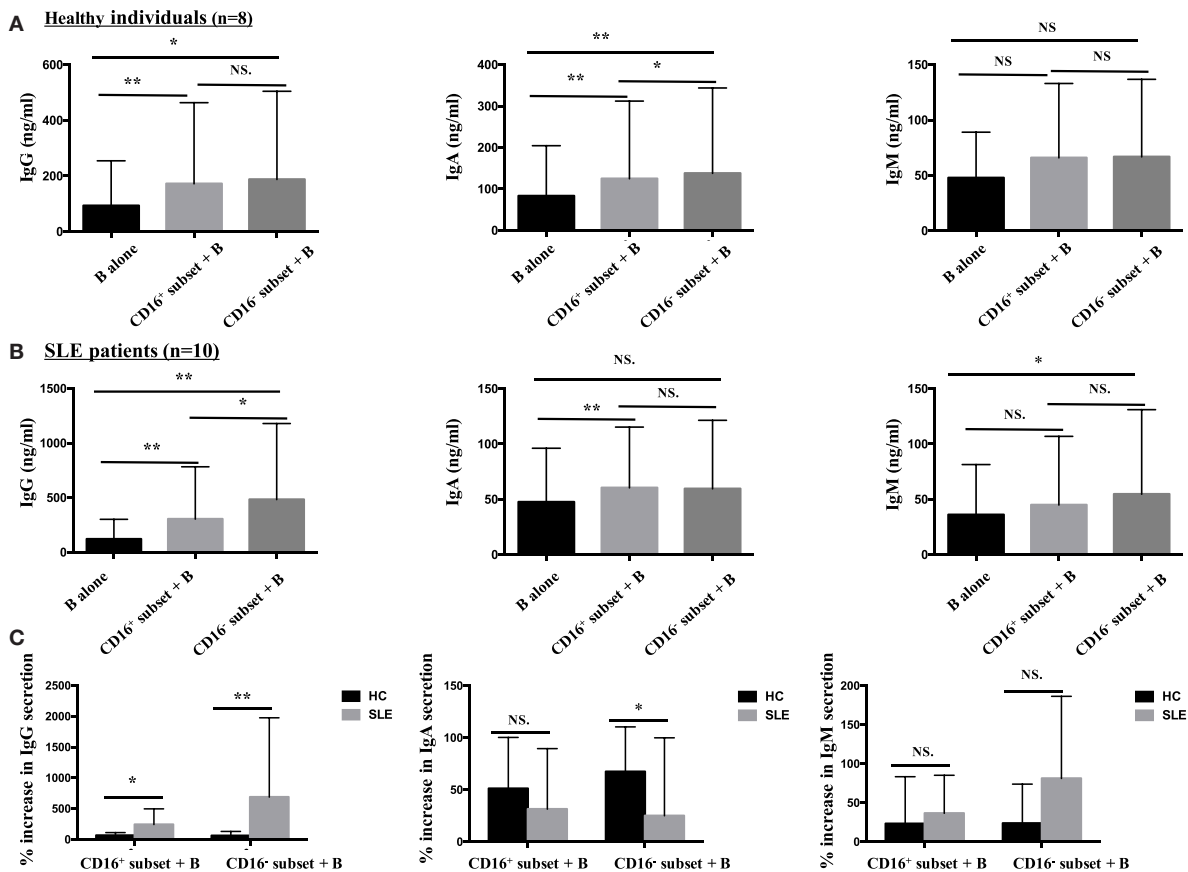 A Healthy individuals (n=8)
IgG (ng/ml)
600
400
200
0
**
*
NS.
B alone
CD16⁺ subset + B
CD16⁻ subset + B
IgA (ng/ml)
400
300
200
100
0
**
**
*
B alone
CD16⁺ subset + B
CD16⁻ subset + B
IgM (ng/ml)
150
100
50
0
NS
NS
NS
B alone
CD16⁺ subset + B
CD16⁻ subset + B
B SLE patients (n=10)
IgG (ng/ml)
1500
1000
500
0
**
*
**
B alone
CD16⁺ subset + B
CD16⁻ subset + B
IgA (ng/ml)
150
100
50
0
NS.
NS.
**
B alone
CD16⁺ subset + B
CD16⁻ subset + B
IgM (ng/ml)
150
100
50
0
*
NS.
NS.
B alone
CD16⁺ subset + B
CD16⁻ subset + B
C
% increase in IgG secretion
2500
2000
1500
1000
500
0
*
**
HC
SLE
CD16⁺ subset + B
CD16⁻ subset + B
% increase in IgA secretion
150
100
50
0
NS.
*
HC
SLE
CD16⁺ subset + B
CD16⁻ subset + B
% increase in IgM secretion
200
150
100
50
0
NS.
NS.
HC
SLE
CD16⁺ subset + B
CD16⁻ subset + B